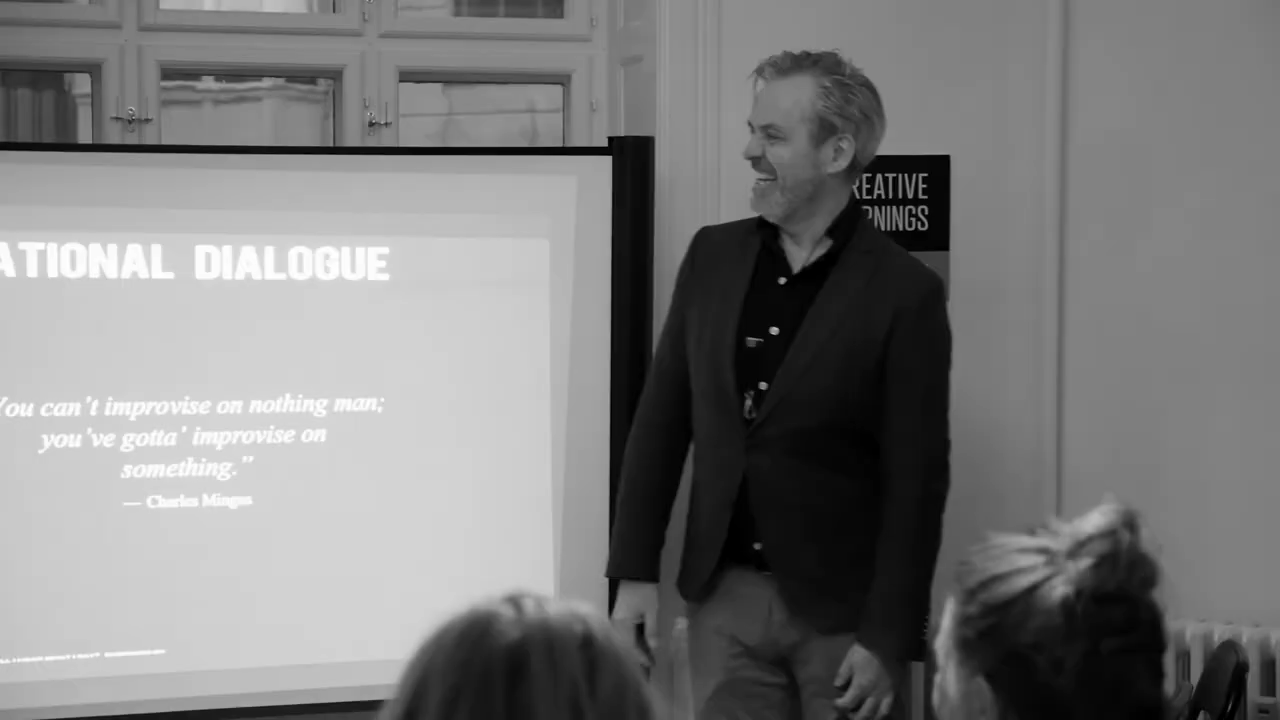 ATIONAL DIALOGUE
You can't improvise on nothing man;
you've gotta' improvise on
something."
— Charles Mingus
REATIVE
RNINGS